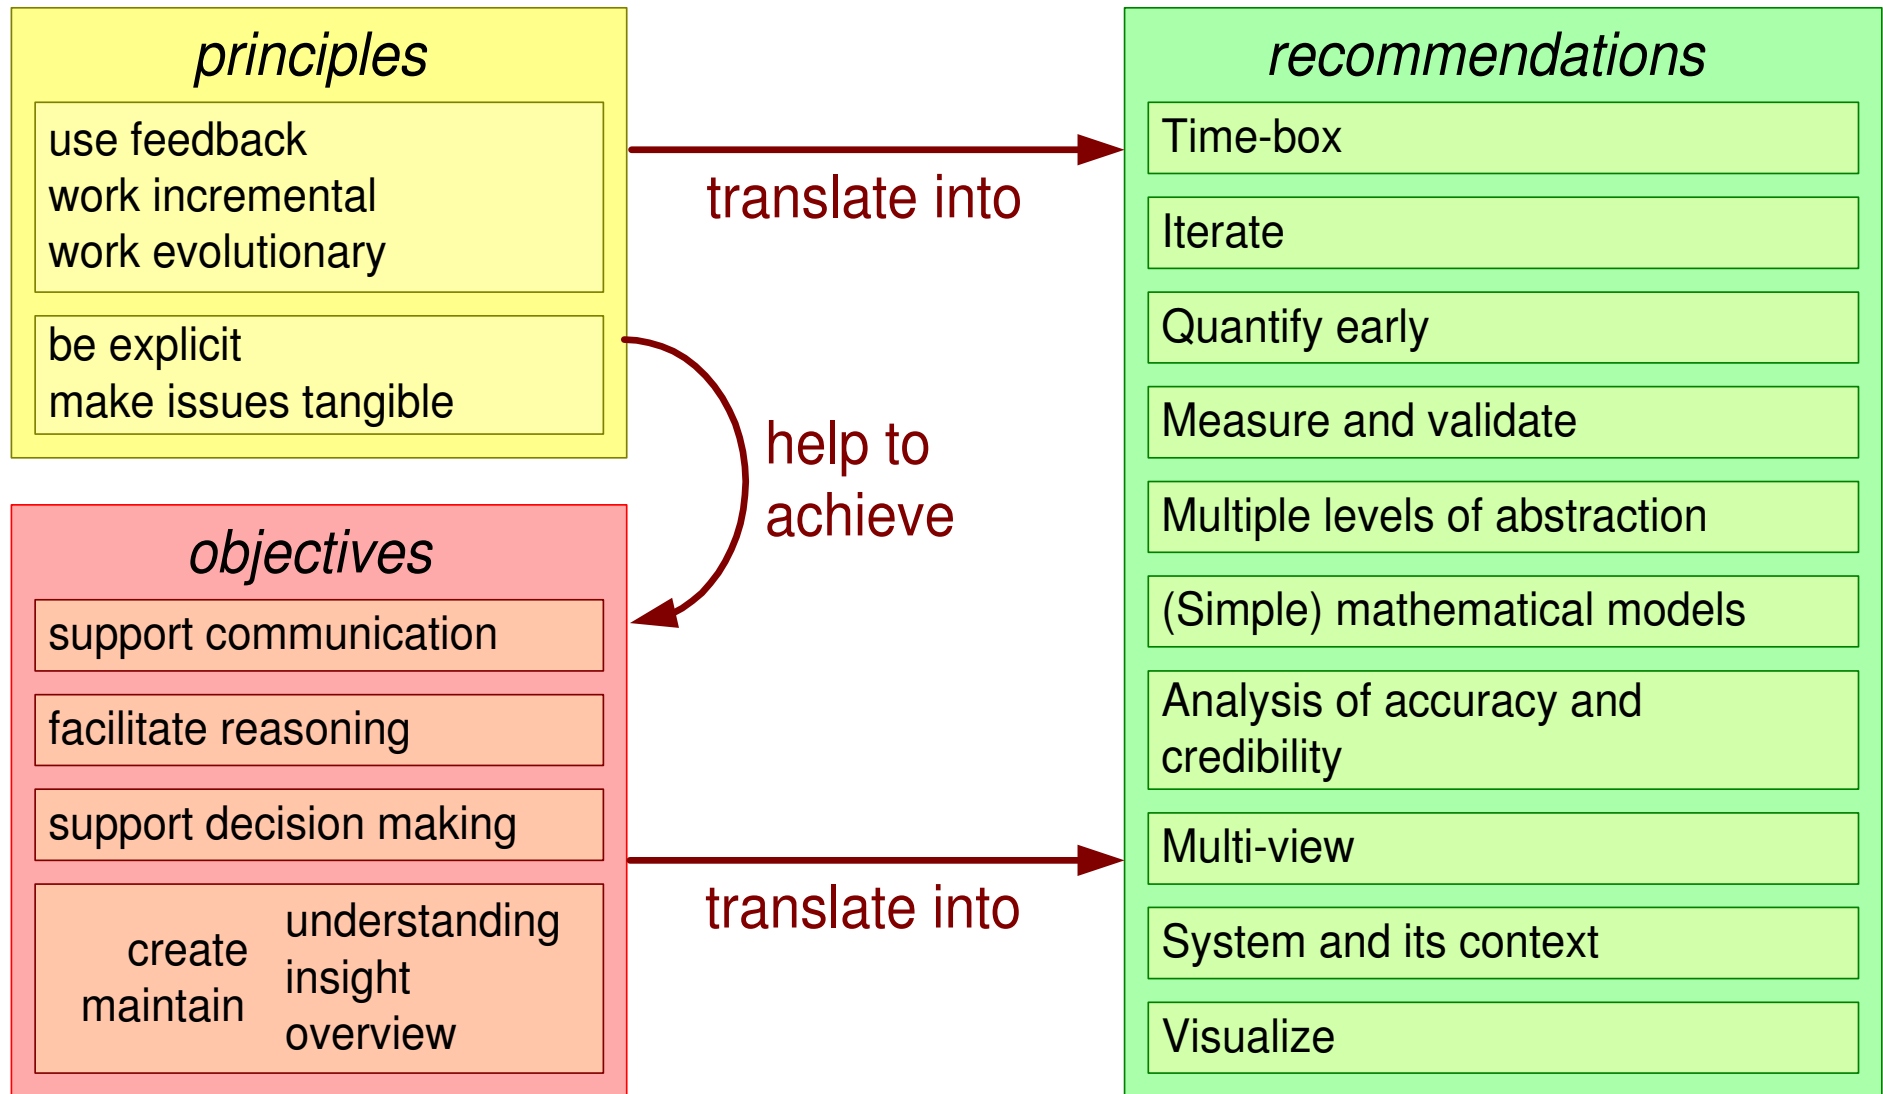 principles
use feedback
work incremental
work evolutionary
be explicit
make issues tangible
translate into
help to
achieve
objectives
support communication
facilitate reasoning
support decision making
create
maintain
understanding
insight
overview
translate into
recommendations
Time-box
Iterate
Quantify early
Measure and validate
Multiple levels of abstraction
(Simple) mathematical models
Analysis of accuracy and
credibility
Multi-view
System and its context
Visualize